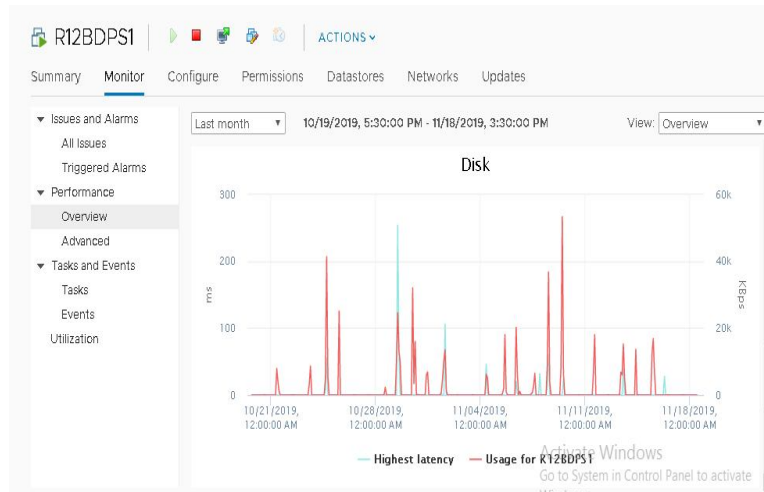 R12BDPS1 ACTIONS
Summary Monitor Configure Permissions Datastores Networks Updates
Issues and Alarms
All Issues
Triggered Alarms
Performance
Overview
Advanced
Tasks and Events
Tasks
Events
Utilization
Last month 10/19/2019, 5:30:00 PM - 11/18/2019, 3:30:00 PM View: Overview
Disk
300 60k
200 40k
ms KBps
100 20k
0 0
10/21/2019, 10/28/2019, 11/04/2019, 11/11/2019, 11/18/2019,
12:00:00 AM 12:00:00 AM 12:00:00 AM 12:00:00 AM 12:00:00 AM
Highest latency Usage for R12BDPS1
Activate Windows
Go to System in Control Panel to activate